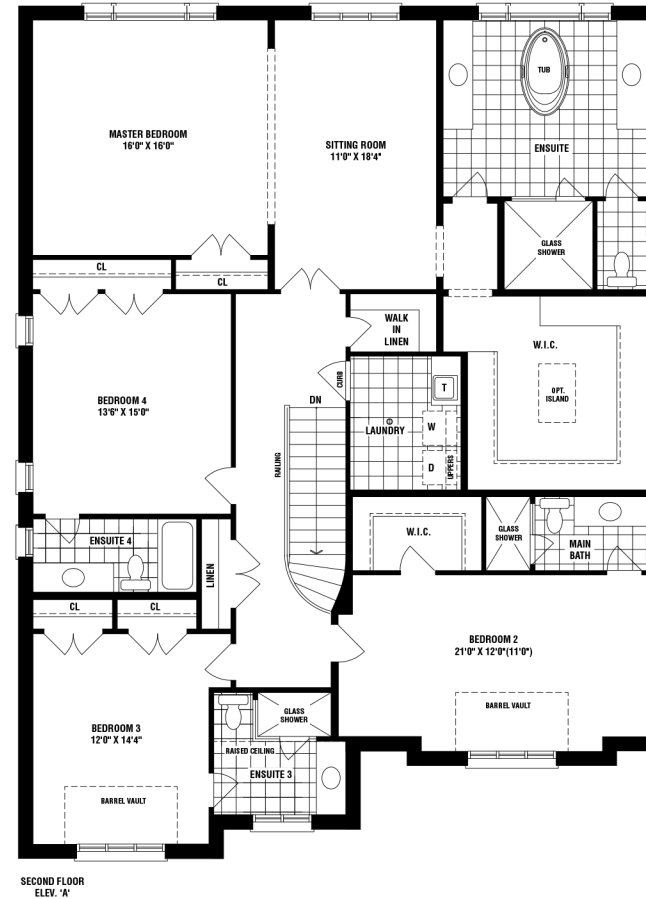 MASTER BEDROOM
16'0" X 16'0"
SITTING ROOM
11'0" X 18'4"
TUB
ENSUITE
GLASS
SHOWER
CL
CL
WALK
IN
LINEN
W.I.C.
OPT.
ISLAND
BEDROOM 4
13'6" X 15'0"
CURB
DN
T
LAUNDRY
W
D
UPPERS
RAILING
ENSUITE 4
LINEN
W.I.C.
GLASS
SHOWER
MAIN
BATH
CL
CL
BEDROOM 2
21'0" X 12'0"(11'0")
BARREL VAULT
BEDROOM 3
12'0" X 14'4"
GLASS
SHOWER
RAISED CEILING
ENSUITE 3
BARREL VAULT
SECOND FLOOR
ELEV. 'A'